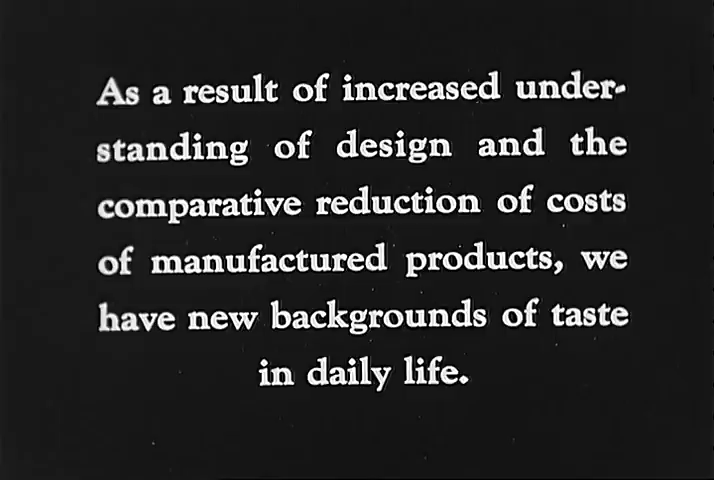 As a result of increased under-
standing of design and the
comparative reduction of costs
of manufactured products, we
have new backgrounds of taste
in daily life.